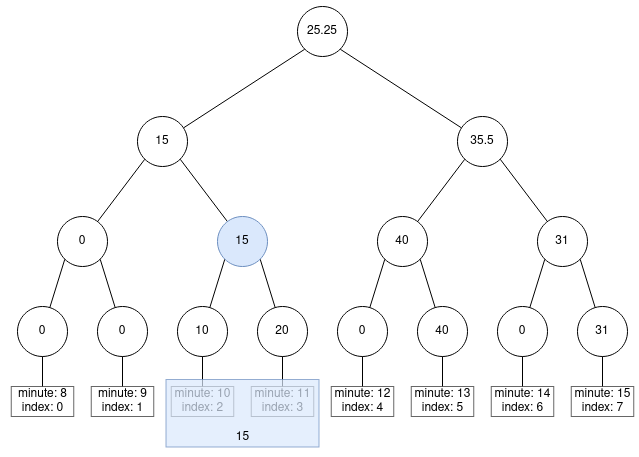 25.25
15
35.5
0
15
40
31
0
0
10
20
0
40
0
31
minute: 8
index: 0
minute: 9
index: 1
minute: 10
index: 2
minute: 11
index: 3
minute: 12
index: 4
minute: 13
index: 5
minute: 14
index: 6
minute: 15
index: 7
15